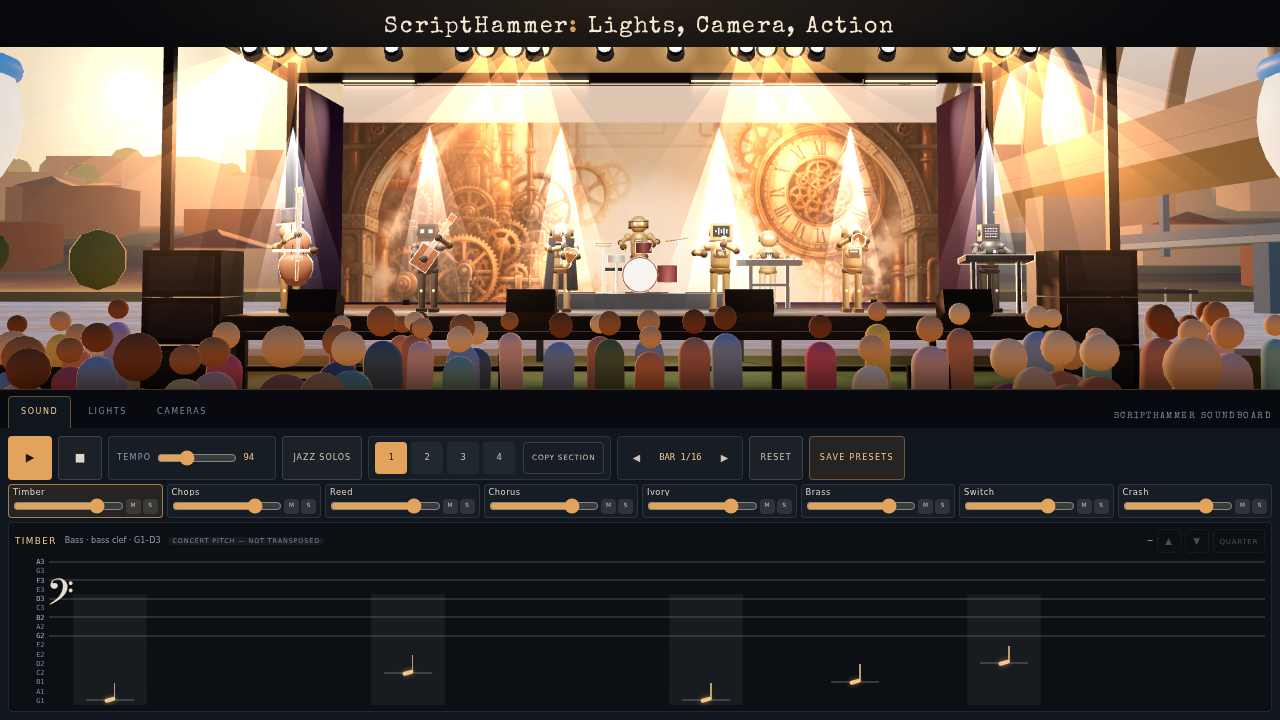 ScriptHammer: Lights, Camera, Action
SOUND LIGHTS CAMERAS
SCRIPTHAMMER SOUNDBOARD
▶ ■ TEMPO 94 JAZZ SOLOS 1 2 3 4 COPY SECTION ◀ BAR 1/16 ▶ RESET SAVE PRESETS
Timber M S Chops M S Reed M S Chorus M S Ivory M S Brass M S Switch M S Crash M S
TIMBER Bass · bass clef · G1–D3 CONCERT PITCH — NOT TRANSPOSED – ▲ ▼ QUARTER
A3
G3
F3
E3
D3
C3
B2
A2
G2
F2
E2
D2
C2
B1
A1
G1